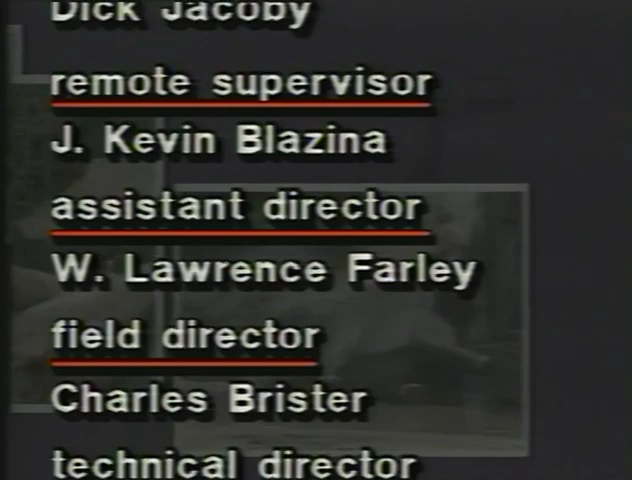 Dick Jacoby
remote supervisor
J. Kevin Blazina
assistant director
W. Lawrence Farley
field director
Charles Brister
technical director